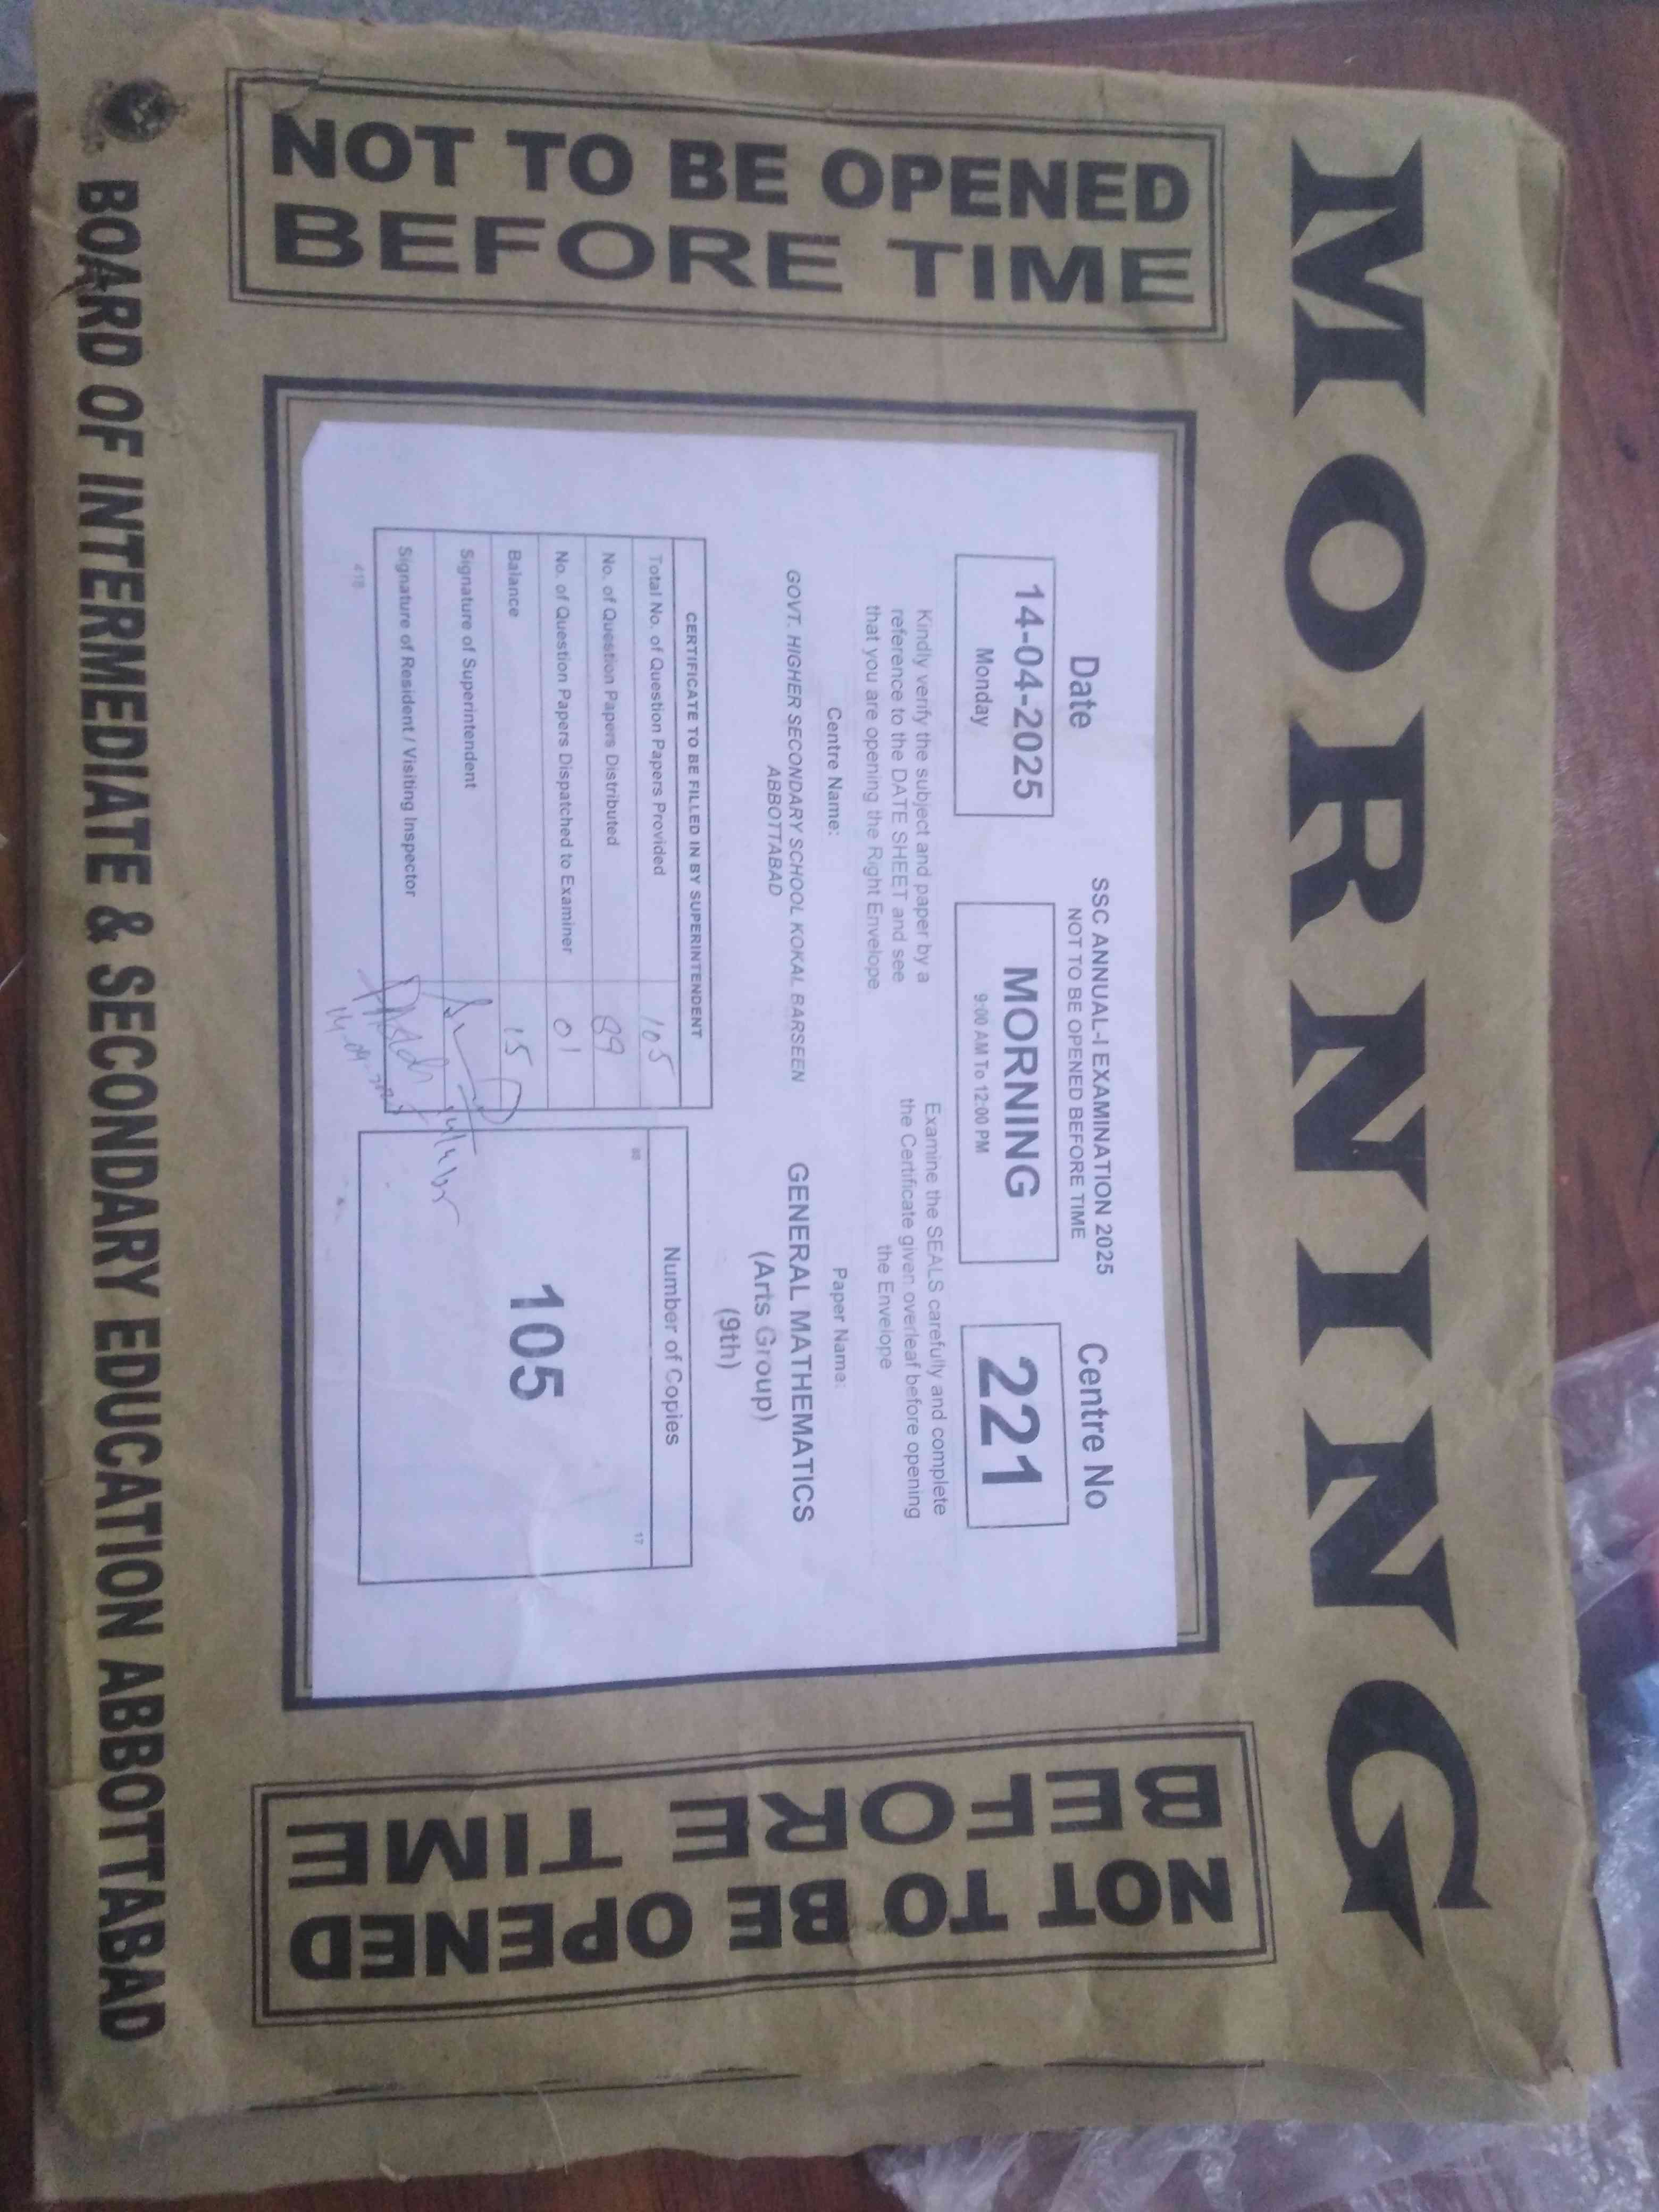 MORNING
NOT TO BE OPENED
BEFORE TIME
SSC ANNUAL-I EXAMINATION 2025
NOT TO BE OPENED BEFORE TIME
Date
14-04-2025
Monday
MORNING
9:00 AM To 12:00 PM
Centre No
221
Kindly verify the subject and paper by a
reference to the DATE SHEET and see
that you are opening the Right Envelope
Examine the SEALS carefully and complete
the Certificate given overleaf before opening
the Envelope
Centre Name:
GOVT. HIGHER SECONDARY SCHOOL KOKAL BARSEEN
ABBOTTABAD
Paper Name:
GENERAL MATHEMATICS
(Arts Group)
(9th)
CERTIFICATE TO BE FILLED IN BY SUPERINTENDENT
Total No. of Question Papers Provided 105
No. of Question Papers Distributed 89
No. of Question Papers Dispatched to Examiner 01
Balance 15
Signature of Superintendent
Signature of Resident / Visiting Inspector
418
Number of Copies
17
105
NOT TO BE OPENED
BEFORE TIME
BOARD OF INTERMEDIATE & SECONDARY EDUCATION ABBOTTABAD